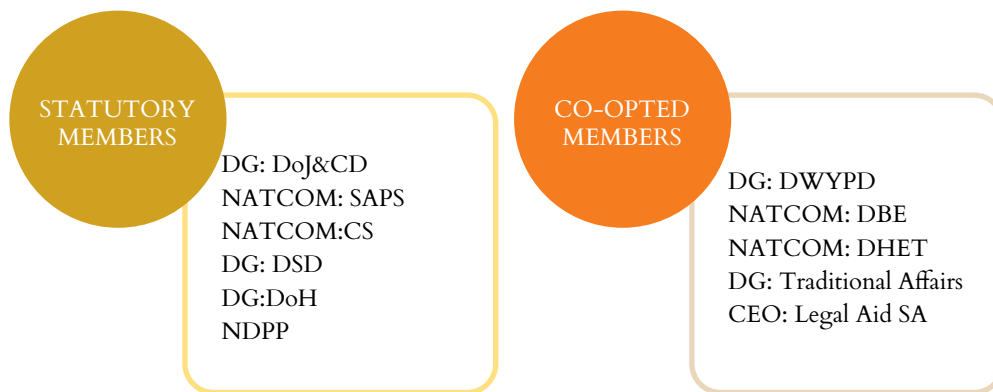 STATUTORY
MEMBERS
DG: DoJ&CD
NATCOM: SAPS
NATCOM:CS
DG: DSD
DG:DoH
NDPP
CO-OPTED
MEMBERS
DG: DWYPD
NATCOM: DBE
NATCOM: DHET
DG: Traditional Affairs
CEO: Legal Aid SA